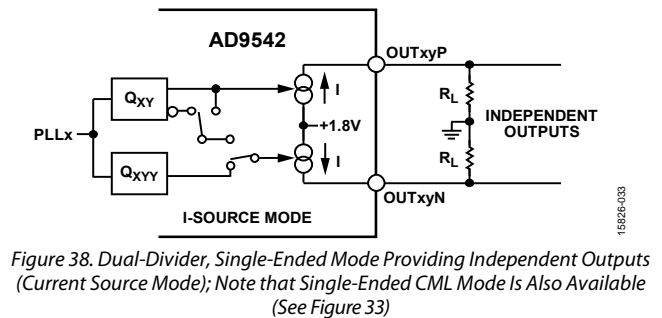 AD9542
OUTxyP
QXY
I
RL
PLLx
+1.8V
INDEPENDENT
OUTPUTS
QXYY
I
RL
OUTxyN
I-SOURCE MODE
15826-033
Figure 38. Dual-Divider, Single-Ended Mode Providing Independent Outputs
(Current Source Mode); Note that Single-Ended CML Mode Is Also Available
(See Figure 33)